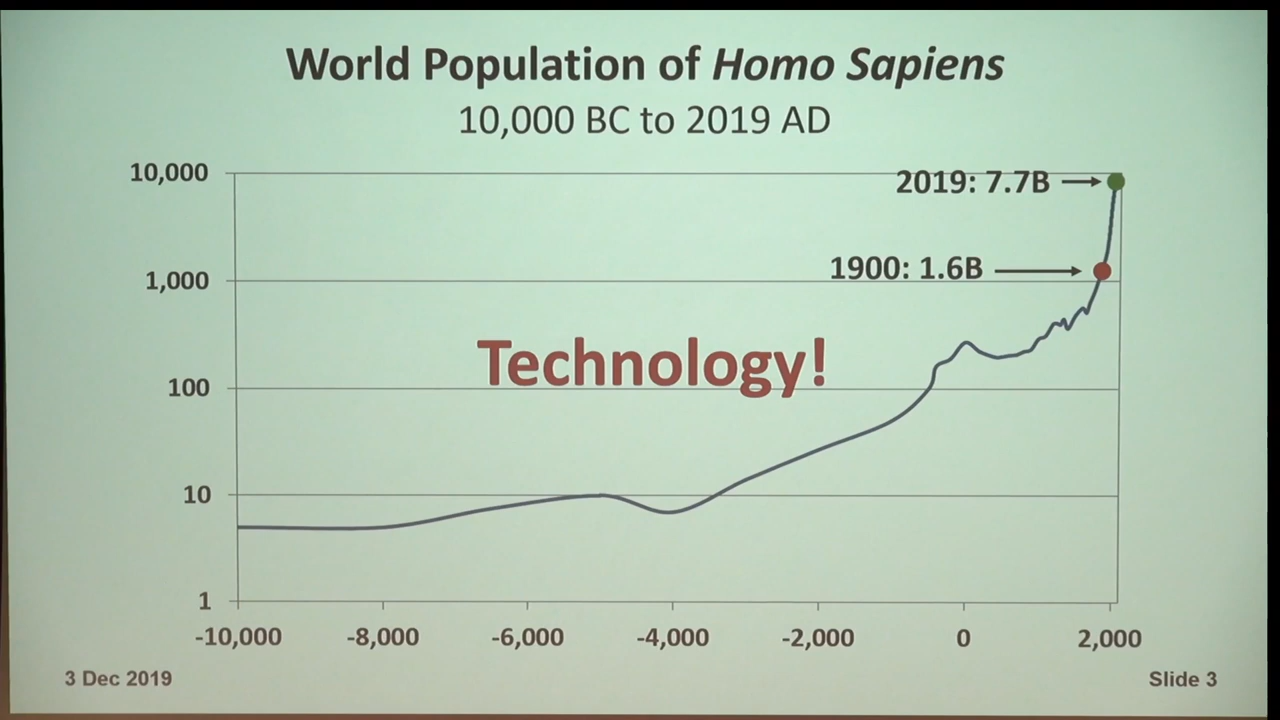 World Population of Homo Sapiens
10,000 BC to 2019 AD
10,000
2019: 7.7B
1900: 1.6B
1,000
Technology!
100
10
1
-10,000 -8,000 -6,000 -4,000 -2,000 0 2,000
3 Dec 2019
Slide 3